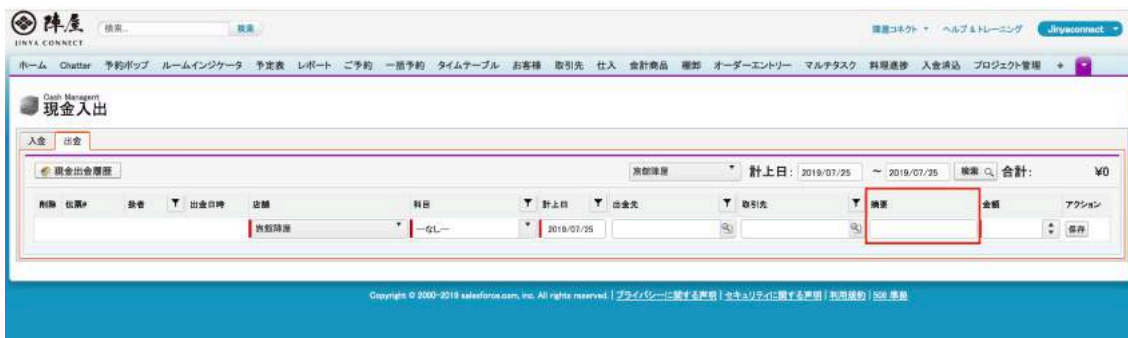 陣屋
JINYA CONNECT
検索...
検索
陣屋コネクト
ヘルプ & トレーニング
Jinyaconnect
ホーム Chatter 予約ポップ ルームインジケータ 予定表 レポート ご予約 一括予約 タイムテーブル お客様 取引先 仕入 会計商品 棚卸 オーダーエントリー マルチタスク 料理進捗 入金消込 プロジェクト管理 +
Cash Managent
現金入出
入金 出金
現金出金履歴
旅館陣屋 計上日: 2019/07/25 ~ 2019/07/25 検索 合計: ¥0
削除 伝票# 扱者 出金日時 店舗 科目 計上日 出金先 取引先 摘要 金額 アクション
旅館陣屋 --なし-- 2019/07/25 保存
Copyright © 2000-2019 salesforce.com, inc. All rights reserved. | プライバシーに関する声明 | セキュリティに関する声明 | 利用規約 | 508 準拠